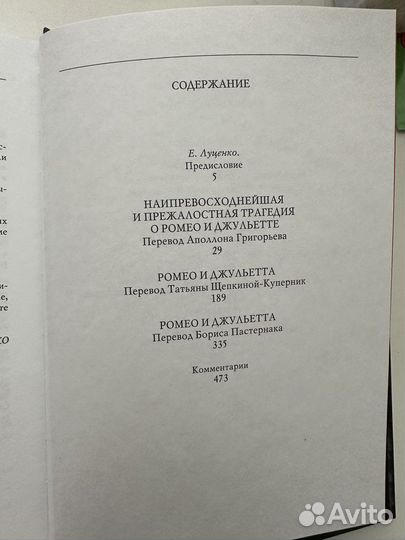 СОДЕРЖАНИЕ
Е. Луценко.
Предисловие
5
НАИПРЕВОСХОДНЕЙШАЯ
И ПРЕЖАЛОСТНАЯ ТРАГЕДИЯ
О РОМЕО И ДЖУЛЬЕТТЕ
Перевод Аполлона Григорьева
29
РОМЕО И ДЖУЛЬЕТТА
Перевод Татьяны Щепкиной-Куперник
189
РОМЕО И ДЖУЛЬЕТТА
Перевод Бориса Пастернака
335
Комментарии
473
Avito